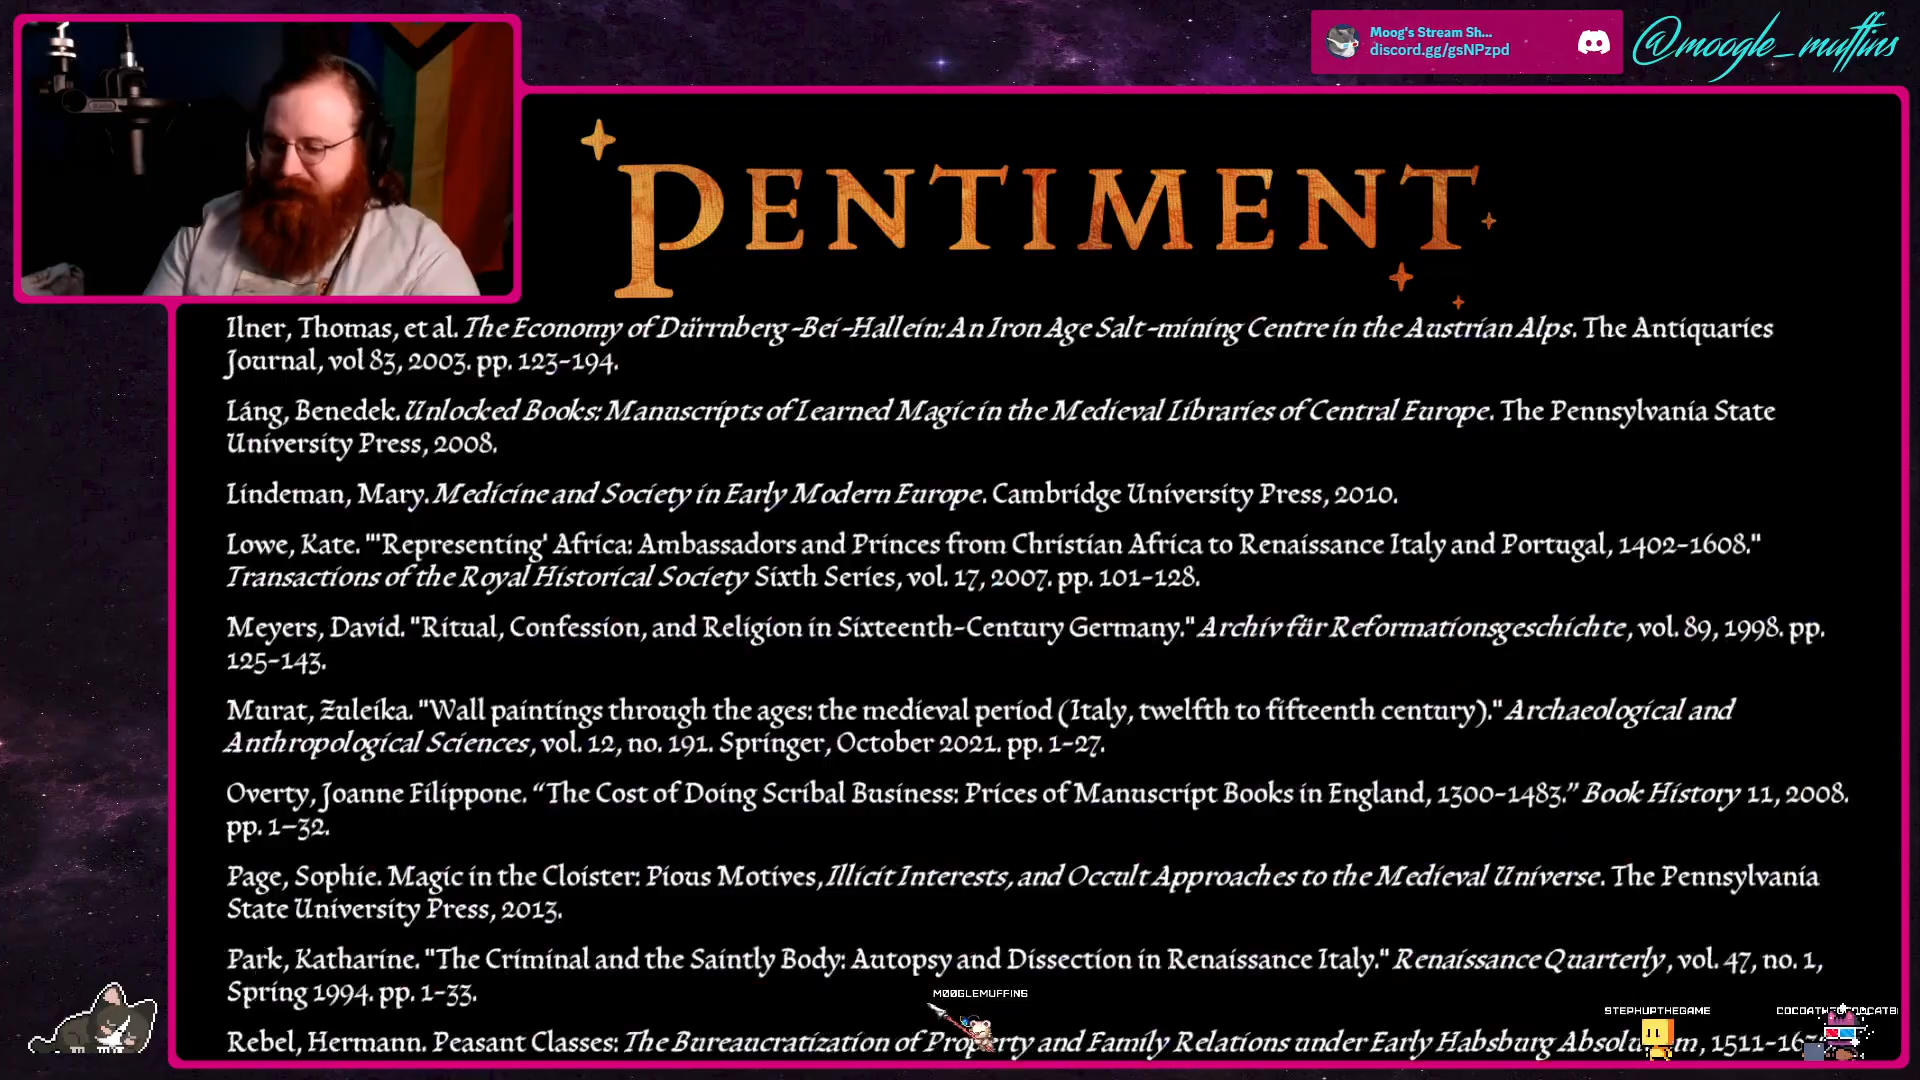 Moog's Stream Sh...
discord.gg/gsNPzpd
@moogle_muffins
PENTIMENT
Ilner, Thomas, et al. The Economy of Dürrnberg-Bei-Hallein: An Iron Age Salt-mining Centre in the Austrian Alps. The Antiquaries
Journal, vol 83, 2003. pp. 123-194.
Láng, Benedek. Unlocked Books: Manuscripts of Learned Magic in the Medieval Libraries of Central Europe. The Pennsylvania State
University Press, 2008.
Lindeman, Mary. Medicine and Society in Early Modern Europe. Cambridge University Press, 2010.
Lowe, Kate. "'Representing' Africa: Ambassadors and Princes from Christian Africa to Renaissance Italy and Portugal, 1402-1608."
Transactions of the Royal Historical Society Sixth Series, vol. 17, 2007. pp. 101-128.
Meyers, David. "Ritual, Confession, and Religion in Sixteenth-Century Germany." Archiv für Reformationsgeschichte, vol. 89, 1998. pp.
125-143.
Murat, Zuleika. "Wall paintings through the ages: the medieval period (Italy, twelfth to fifteenth century)." Archaeological and
Anthropological Sciences, vol. 12, no. 191. Springer, October 2021. pp. 1-27.
Overty, Joanne Filippone. “The Cost of Doing Scribal Business: Prices of Manuscript Books in England, 1300-1483.” Book History 11, 2008.
pp. 1–32.
Page, Sophie. Magic in the Cloister: Pious Motives, Illicit Interests, and Occult Approaches to the Medieval Universe. The Pennsylvania
State University Press, 2013.
Park, Katharine. "The Criminal and the Saintly Body: Autopsy and Dissection in Renaissance Italy." Renaissance Quarterly, vol. 47, no. 1,
Spring 1994. pp. 1-33.
M00GLEMUFFINS
STEPHUPTHEGAME
Rebel, Hermann. Peasant Classes: The Bureaucratization of Property and Family Relations under Early Habsburg